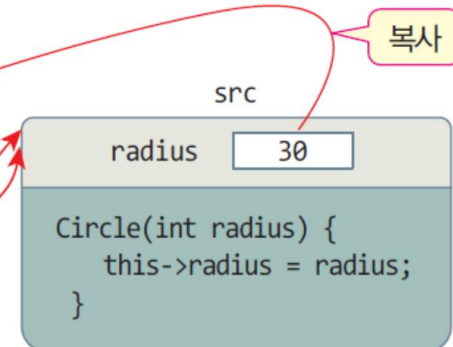 복사
src
radius 30
Circle(int radius) {
this->radius = radius;
}